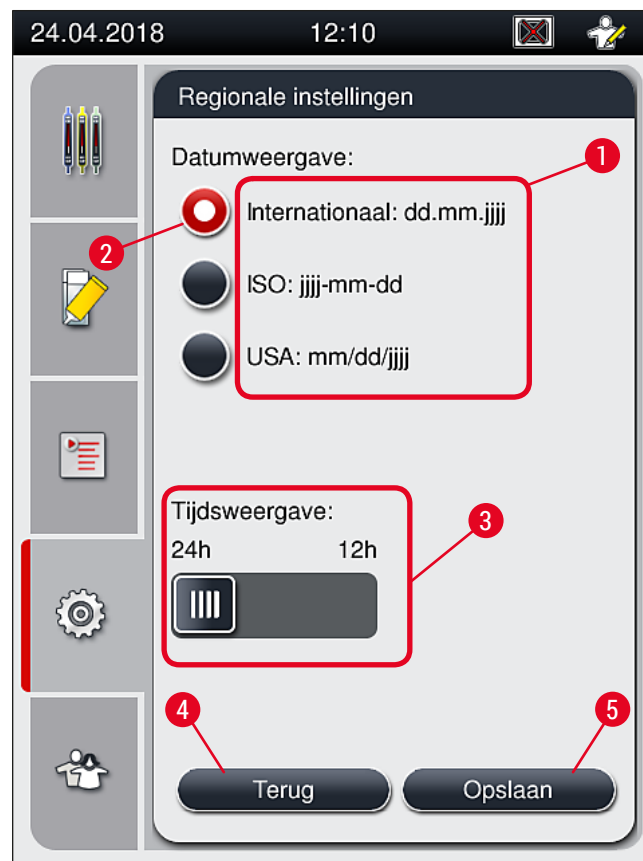 24.04.2018 12:10
Regionale instellingen
Datumweergave:
1
Internationaal: dd.mm.jjjj
2
ISO: jjjj-mm-dd
USA: mm/dd/jjjj
Tijdsweergave:
3
24h 12h
4
5
Terug Opslaan